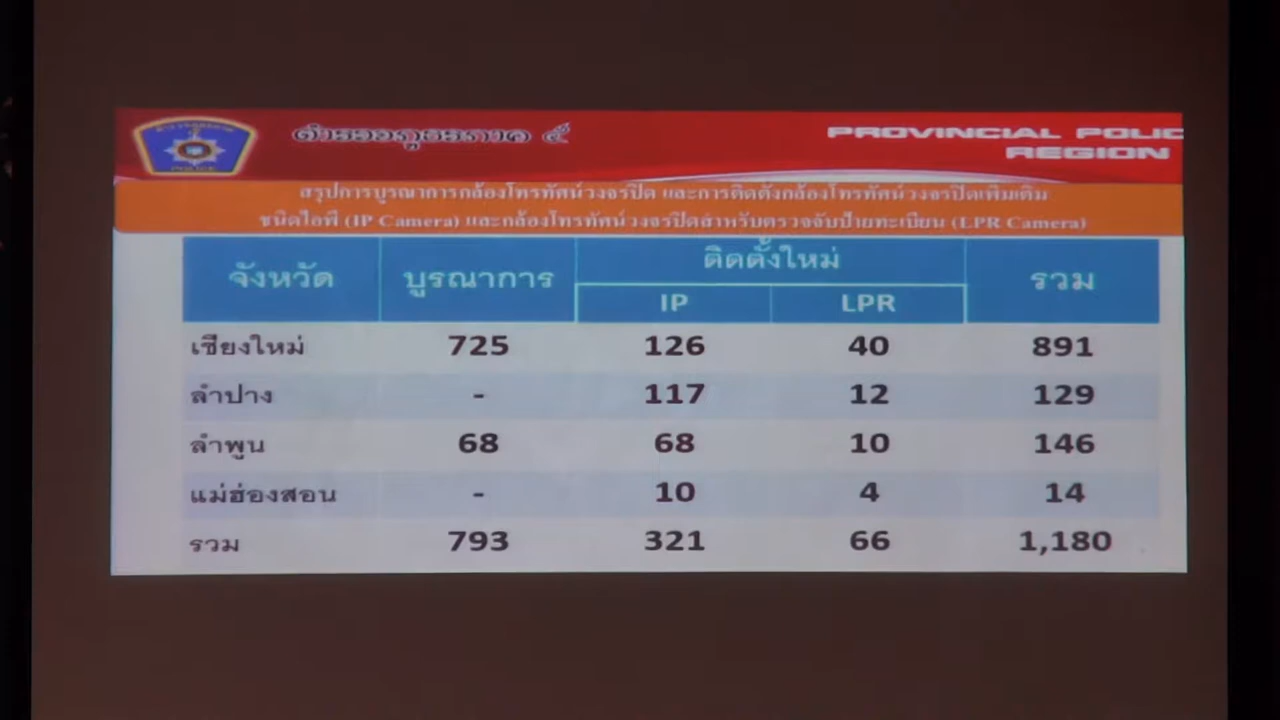 ตำรวจภูธรภาค ๕
PROVINCIAL POLIC
REGION
POLICE
สรุปการบูรณาการกล้องโทรทัศน์วงจรปิด และการติดตั้งกล้องโทรทัศน์วงจรปิดเพิ่มเติม
ชนิดไอพี (IP Camera) และกล้องโทรทัศน์วงจรปิดสำหรับตรวจจับป้ายทะเบียน (LPR Camera)
จังหวัด บูรณาการ ติดตั้งใหม่ รวม
IP LPR
เชียงใหม่ 725 126 40 891
ลำปาง - 117 12 129
ลำพูน 68 68 10 146
แม่ฮ่องสอน - 10 4 14
รวม 793 321 66 1,180